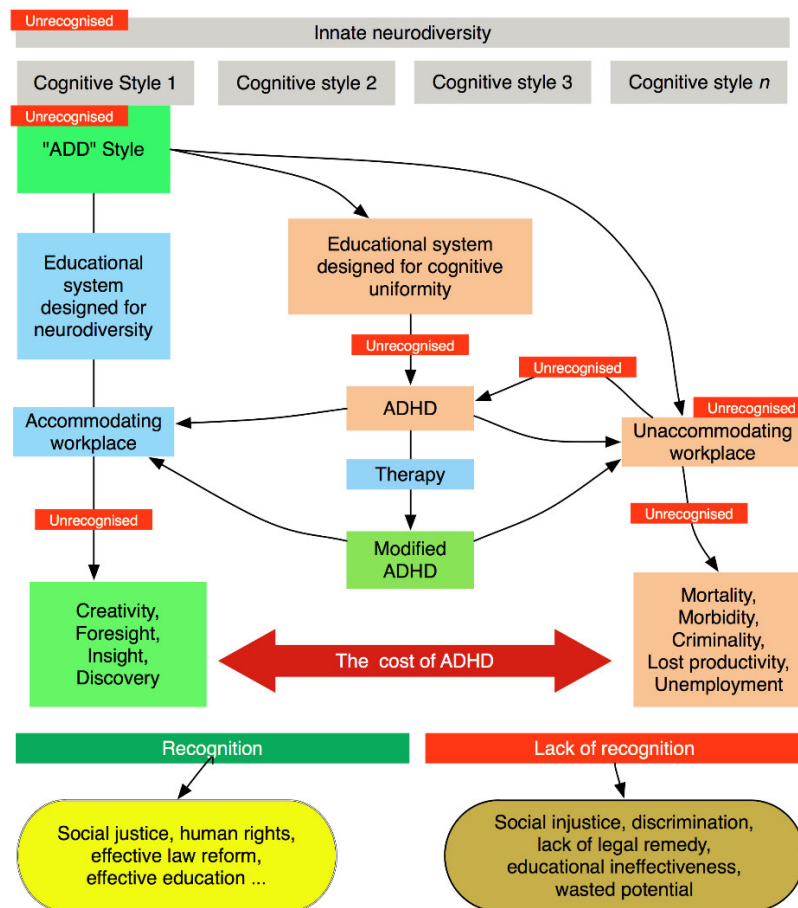 Unrecognised
Innate neurodiversity
Cognitive Style 1
Cognitive style 2
Cognitive style 3
Cognitive style n
Unrecognised
"ADD" Style
Educational
system
designed for
neurodiversity
Educational system
designed for cognitive
uniformity
Unrecognised
Unrecognised
ADHD
Unrecognised
Accommodating
workplace
Unaccommodating
workplace
Therapy
Unrecognised
Unrecognised
Modified
ADHD
Creativity,
Foresight,
Insight,
Discovery
The cost of ADHD
Mortality,
Morbidity,
Criminality,
Lost productivity,
Unemployment
Recognition
Lack of recognition
Social justice, human rights,
effective law reform,
effective education ...
Social injustice, discrimination,
lack of legal remedy,
educational ineffectiveness,
wasted potential